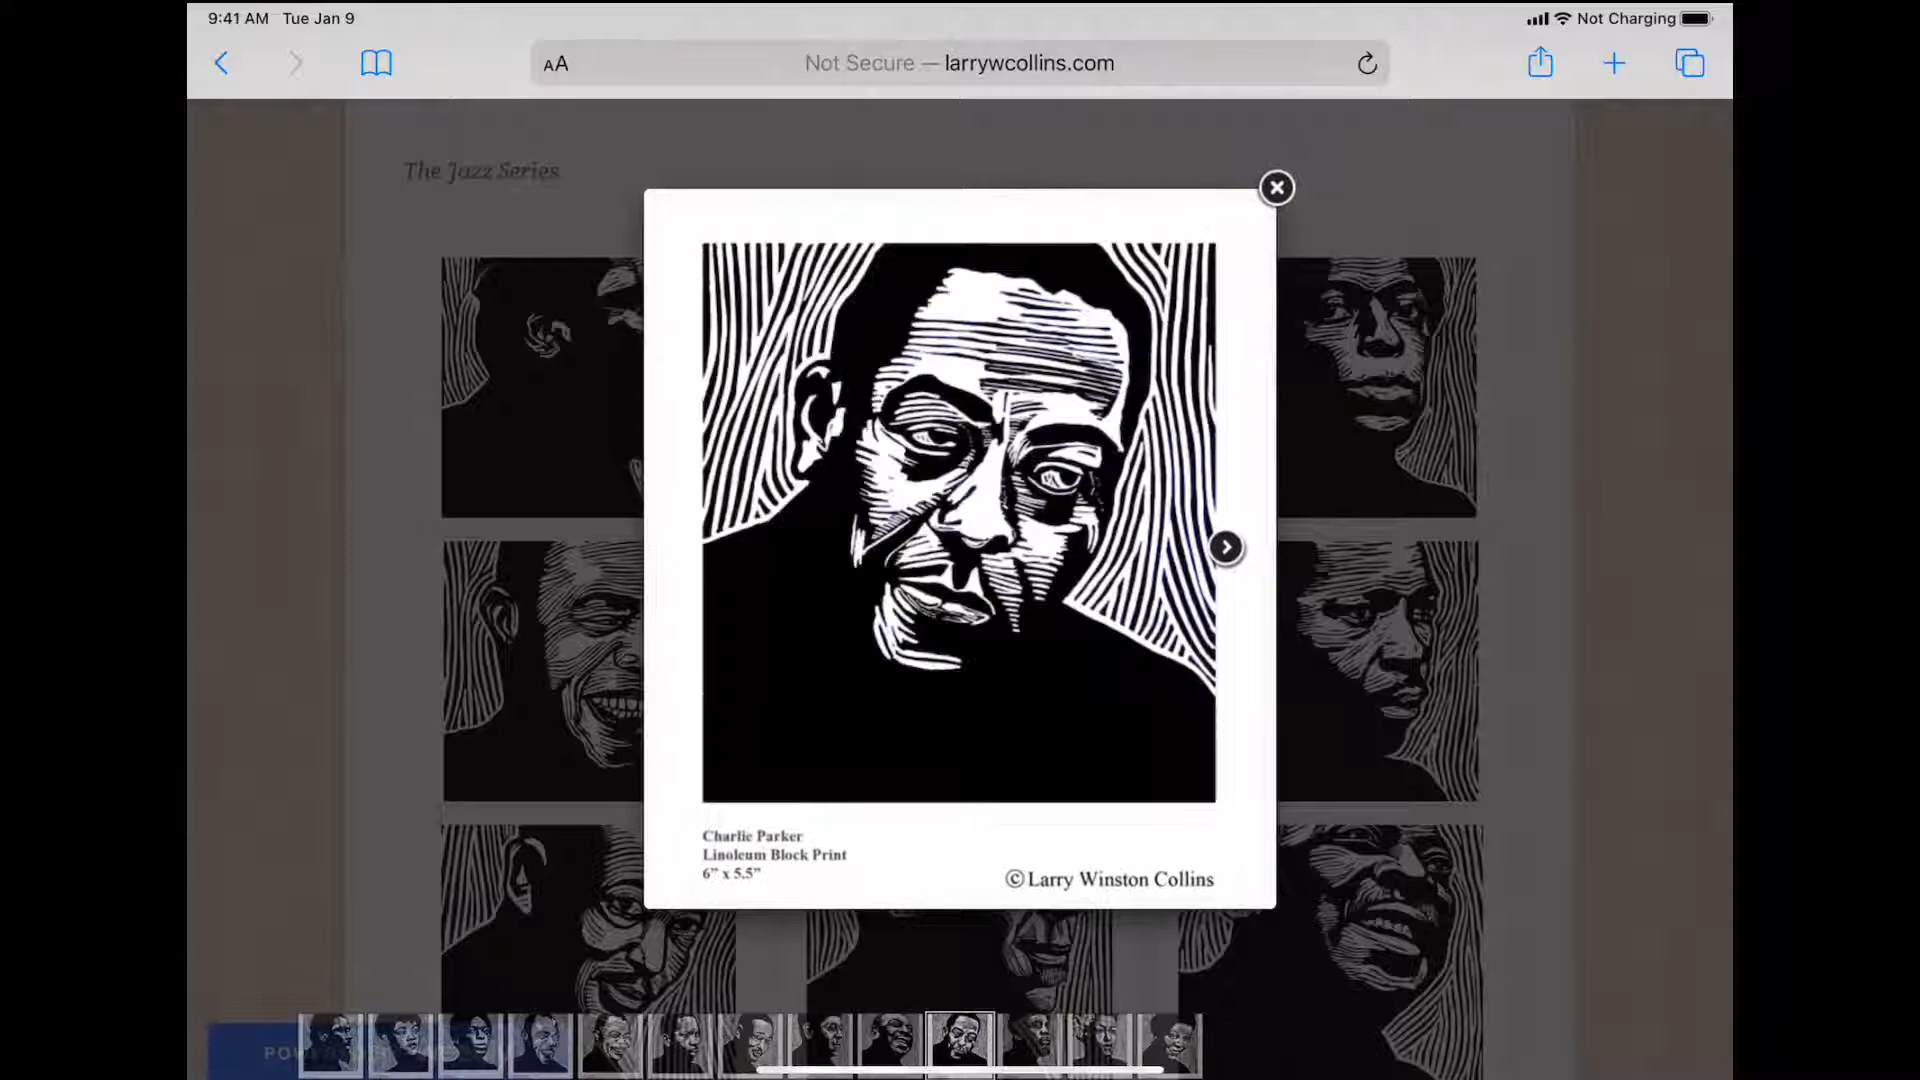 9:41 AM Tue Jan 9
Not Charging
AA
Not Secure — larrywcollins.com
The Jazz Series
Charlie Parker
Linoleum Block Print
6” x 5.5”
©Larry Winston Collins